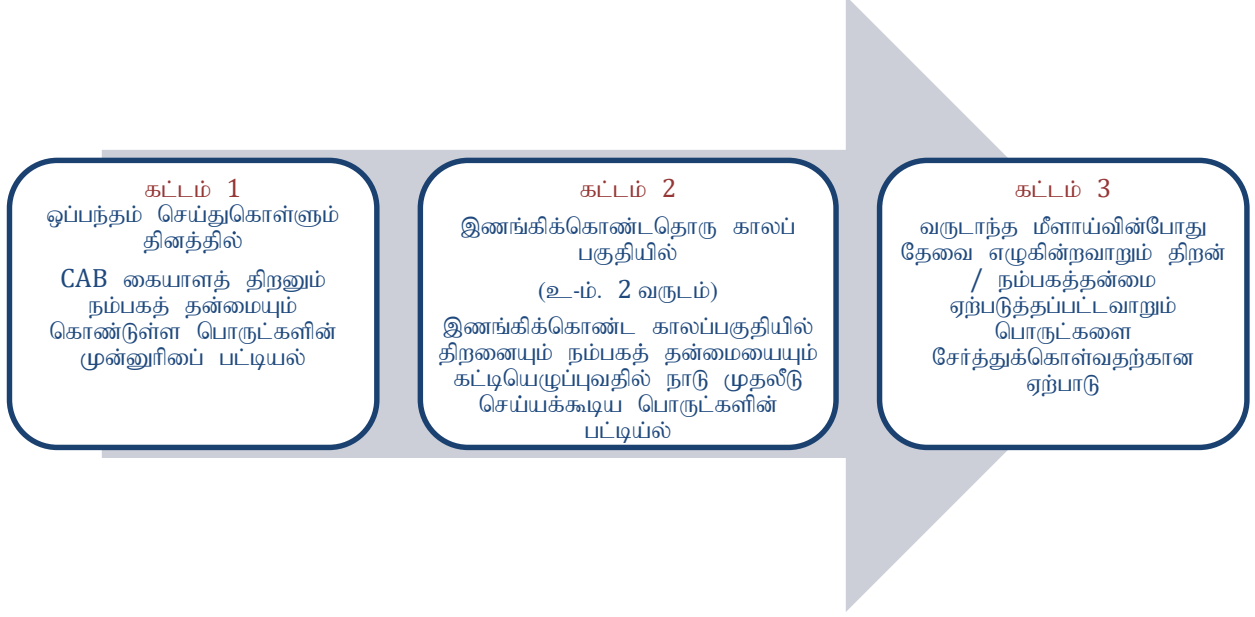 கட்டம் 1
ஒப்பந்தம் செய்துகொள்ளும்
தினத்தில்
CAB கையாளத் திறனும்
நம்பகத் தன்மையும்
கொண்டுள்ள பொருட்களின்
முன்னுரிபை் பட்டியல்
கட்டம் 2
இணங்கிக்கொண்டதொரு காலப்
பகுதியில்
(உ-ம். 2 வருடம்)
இணங்கிக்கொண்ட காலப்பகுதியில்
திறனையும் நம்பகத் தன்மையையும்
கட்டியெழுப்புவதில் நாடு முதலீடு
செய்யக்கூடிய பொருட்களின்
பட்டிய்ல்
கட்டம் 3
வருடாந்த மீளாய்வின்போது
தேவை எழுகின்றவாறும் திறன்
/ நம்பகத்தன்மை
ஏற்படுத்தப்பட்டவாறும்
பொருட்களை
சேர்த்துக்கொள்வதற்கான
ஏற்பாடு